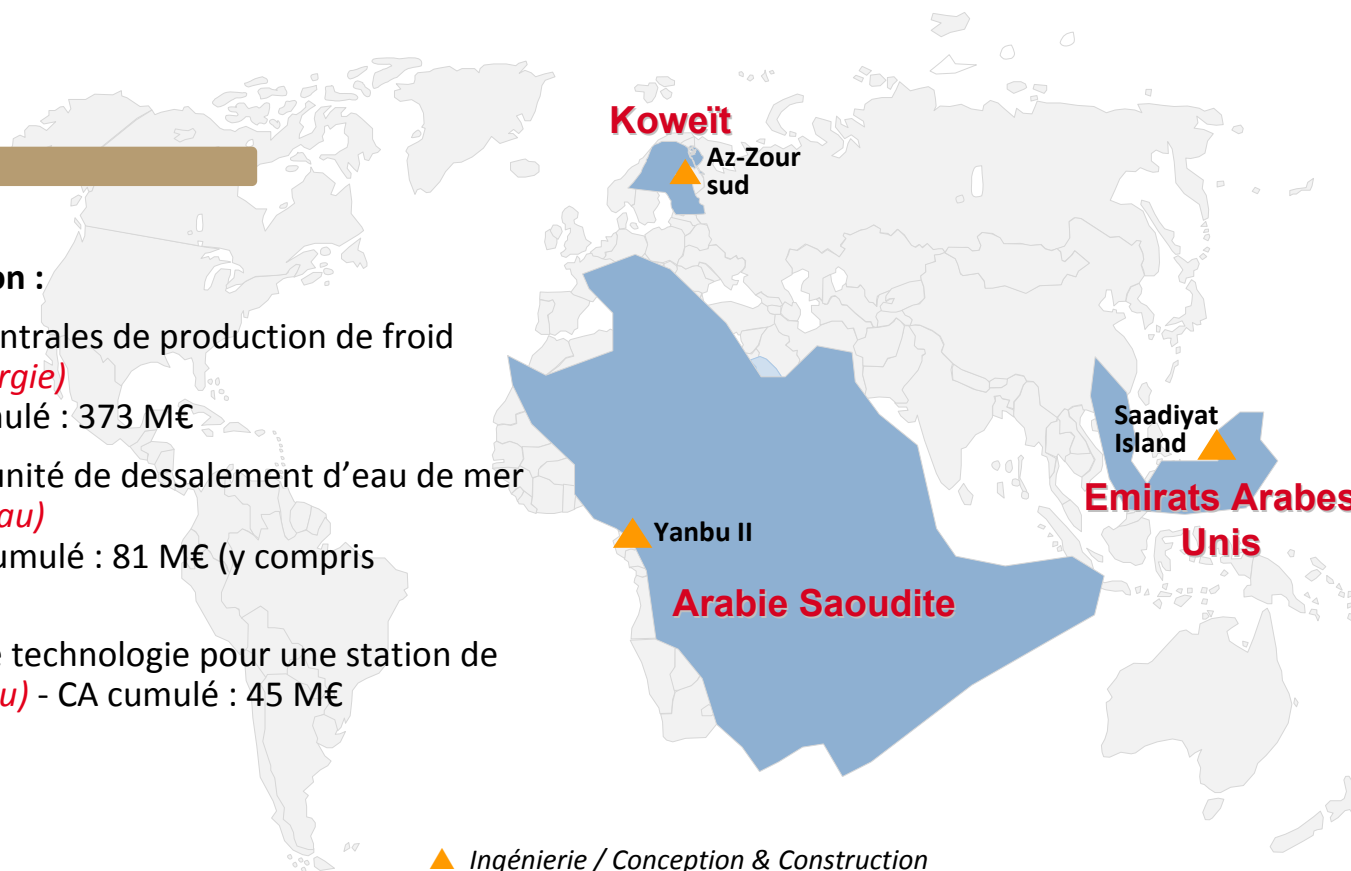 on :
ntrales de production de froid
rgie)
ulé : 373 M€
unité de dessalement d’eau de mer
au)
umulé : 81 M€ (y compris
e technologie pour une station de
u) - CA cumulé : 45 M€
Koweït
Az-Zour
sud
Saadiyat
Island
Emirats Arabes
Unis
Yanbu II
Arabie Saoudite
Ingénierie / Conception & Construction